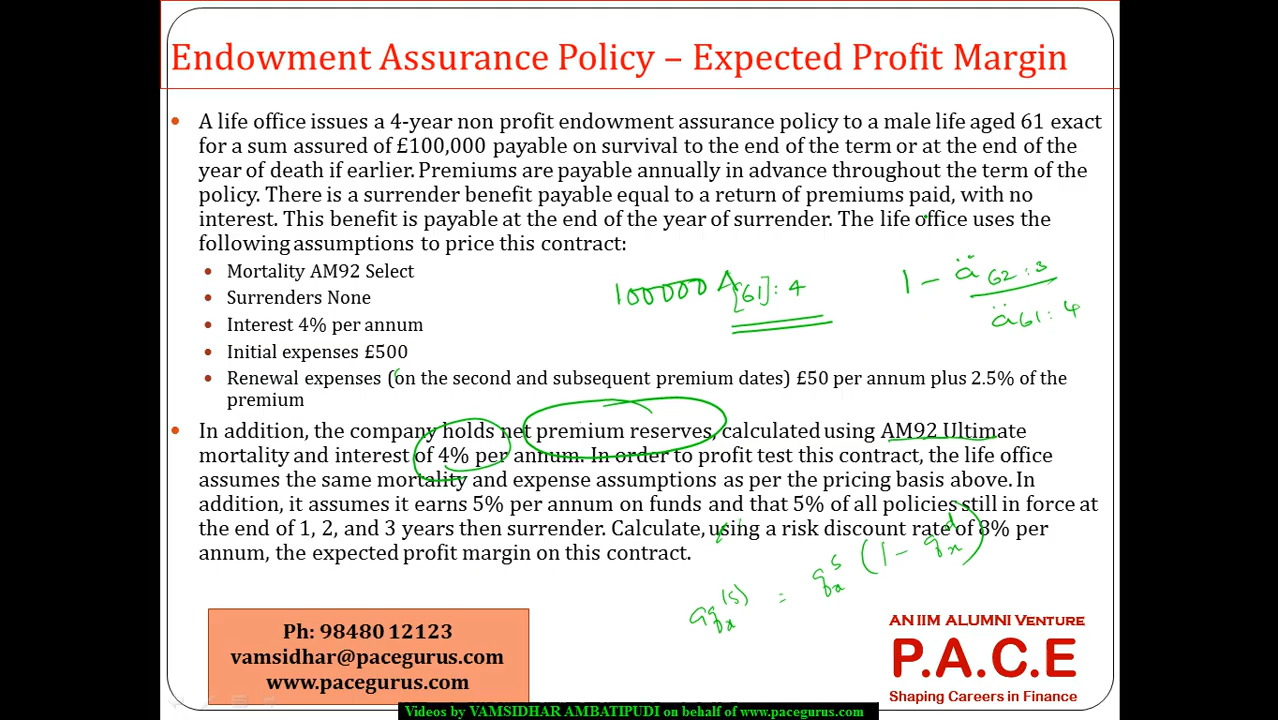 Endowment Assurance Policy – Expected Profit Margin
• A life office issues a 4-year non profit endowment assurance policy to a male life aged 61 exact
for a sum assured of £100,000 payable on survival to the end of the term or at the end of the
year of death if earlier. Premiums are payable annually in advance throughout the term of the
policy. There is a surrender benefit payable equal to a return of premiums paid, with no
interest. This benefit is payable at the end of the year of surrender. The life office uses the
following assumptions to price this contract:
• Mortality AM92 Select
• Surrenders None
• Interest 4% per annum
• Initial expenses £500
• Renewal expenses (on the second and subsequent premium dates) £50 per annum plus 2.5% of the
premium
100000 A[61]:4
1 - ä62:3
ä61:4
• In addition, the company holds net premium reserves, calculated using AM92 Ultimate
mortality and interest of 4% per annum. In order to profit test this contract, the life office
assumes the same mortality and expense assumptions as per the pricing basis above. In
addition, it assumes it earns 5% per annum on funds and that 5% of all policies still in force at
the end of 1, 2, and 3 years then surrender. Calculate, using a risk discount rate of 8% per
annum, the expected profit margin on this contract.
aqx(s) = qxs (1 - qxd)
Ph: 98480 12123
vamsidhar@pacegurus.com
www.pacegurus.com
AN IIM ALUMNI VENTURE
P.A.C.E
Shaping Careers in Finance
Videos by VAMSIDHAR AMBATIPUDI on behalf of www.pacegurus.com